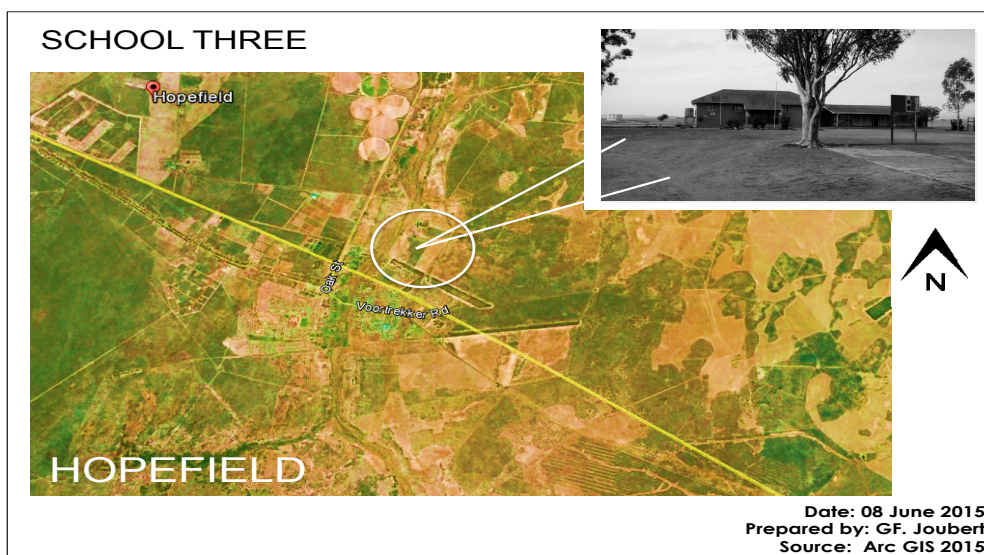 SCHOOL THREE
Hopefield
Oak St
Voortrekker Rd
N
HOPEFIELD
Date: 08 June 2015
Prepared by: GF. Joubert
Source: Arc GIS 2015